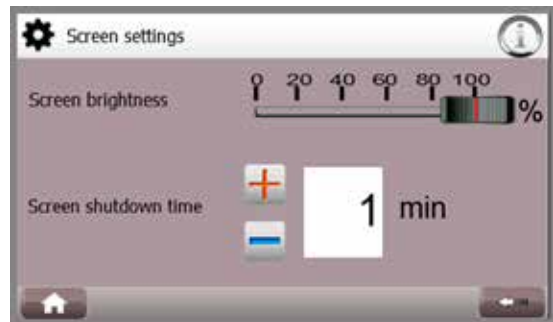 Screen settings
0 20 40 60 80 100
Screen brightness
%
Screen shutdown time
1 min